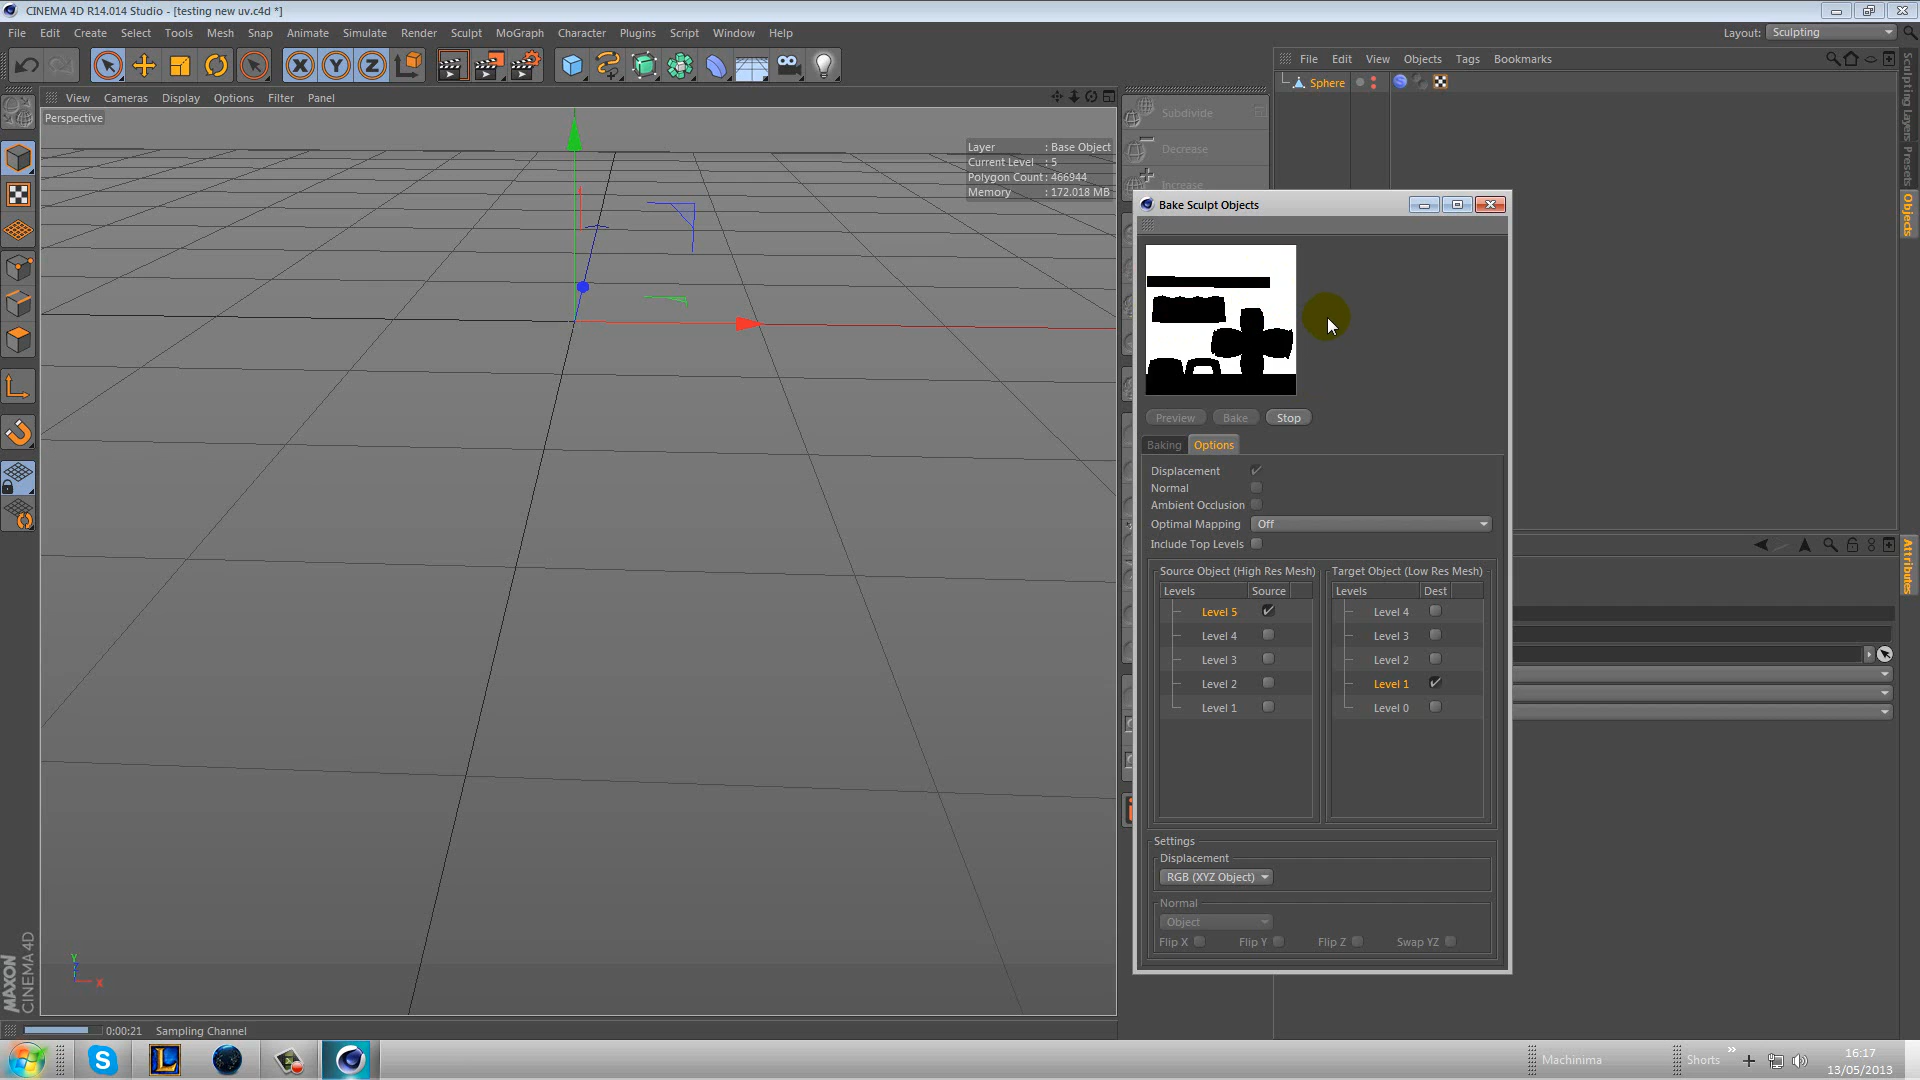 CINEMA 4D R14.014 Studio - [testing new uv.c4d *]
File Edit Create Select Tools Mesh Snap Animate Simulate Render Sculpt MoGraph Character Plugins Script Window Help
Layout: Sculpting
File Edit View Objects Tags Bookmarks
Sphere
View Cameras Display Options Filter Panel
Perspective
Layer : Base Object
Current Level : 5
Polygon Count : 466944
Memory : 172.018 MB
Subdivide
Decrease
Increase
Bake Sculpt Objects
Preview Bake Stop
Baking Options
Displacement
Normal
Ambient Occlusion
Optimal Mapping Off
Include Top Levels
Source Object (High Res Mesh) Target Object (Low Res Mesh)
Levels Source Levels Dest
Level 5 Level 4
Level 4 Level 3
Level 3 Level 2
Level 2 Level 1
Level 1 Level 0
Settings
Displacement
RGB (XYZ Object)
Normal
Object
Flip X Flip Y Flip Z Swap YZ
Sculpting Layers
Presets
Objects
Attributes
X Y Z
y
x
MAXON
CINEMA 4D
0:00:21 Sampling Channel
Machinima
Shorts
16:17
13/05/2013